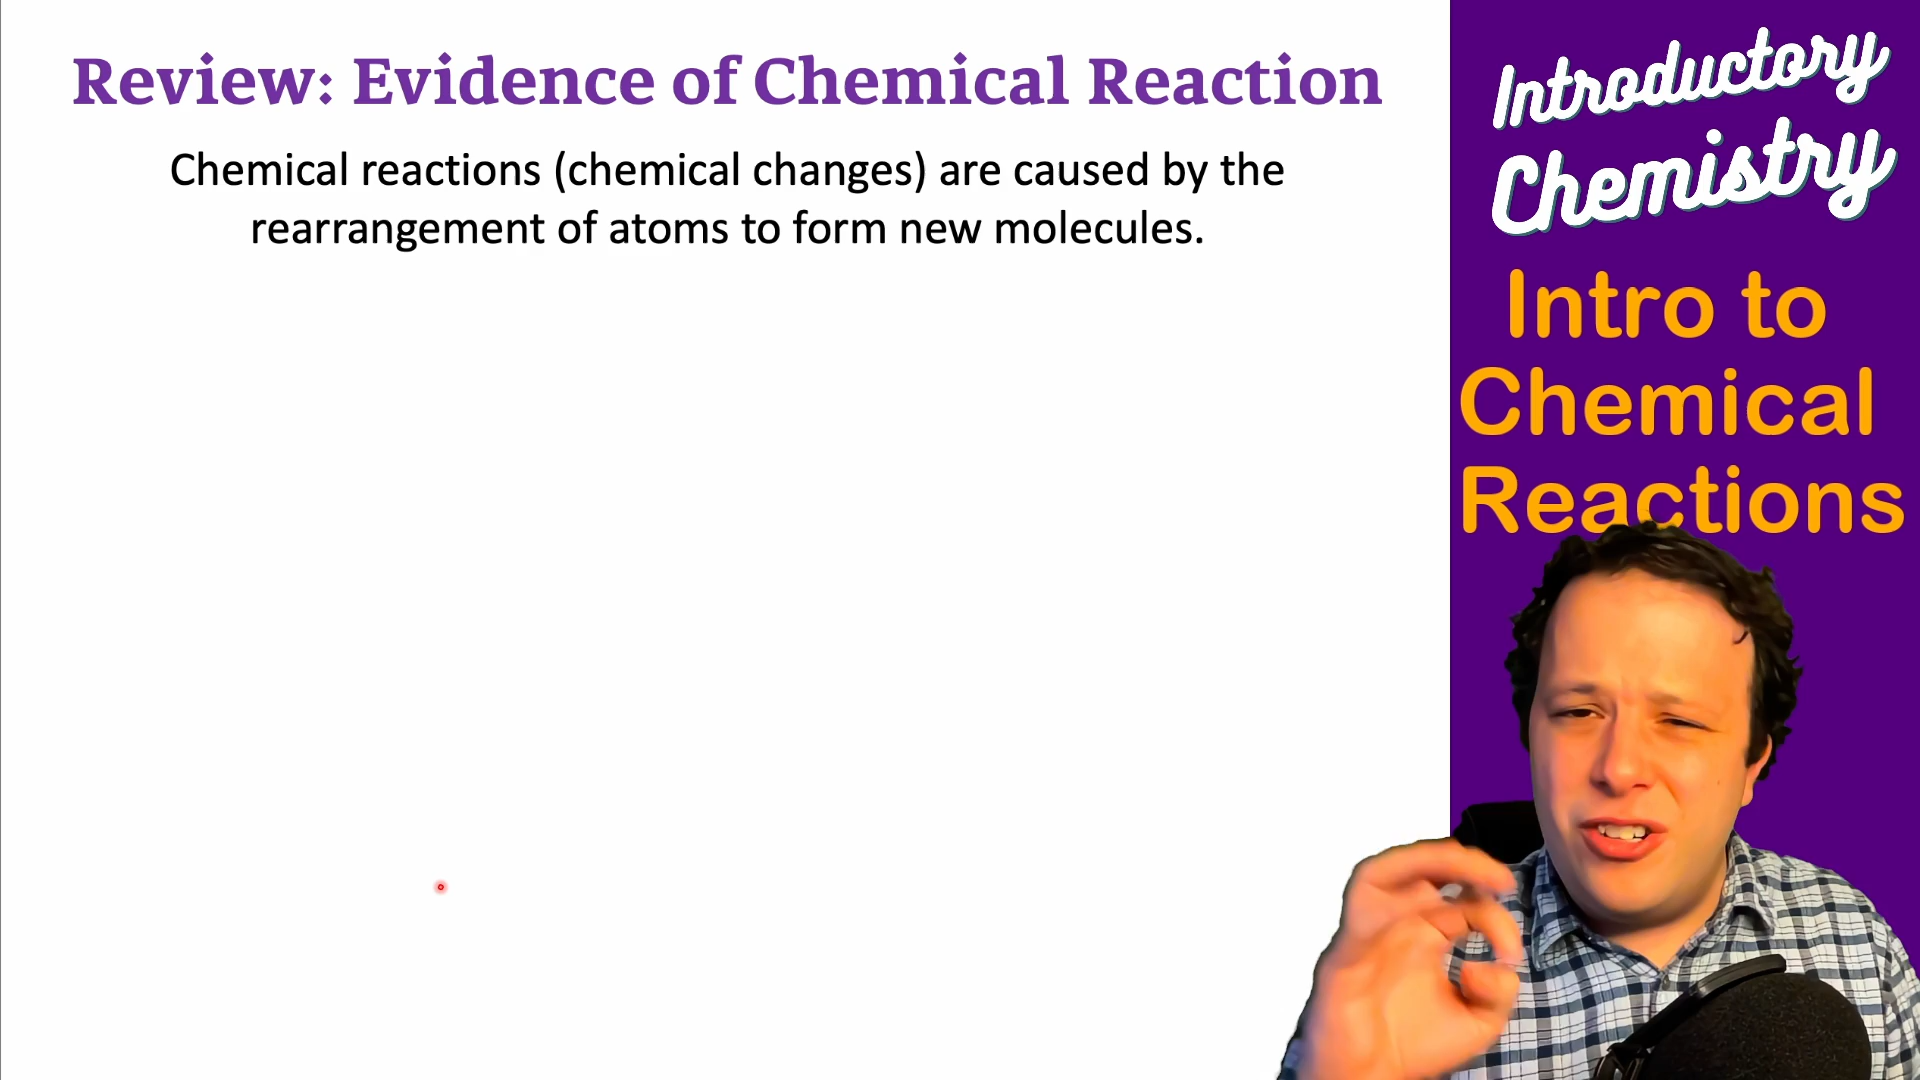 Review: Evidence of Chemical Reaction
Chemical reactions (chemical changes) are caused by the
rearrangement of atoms to form new molecules.
Introductory
Chemistry
Intro to
Chemical
Reactions